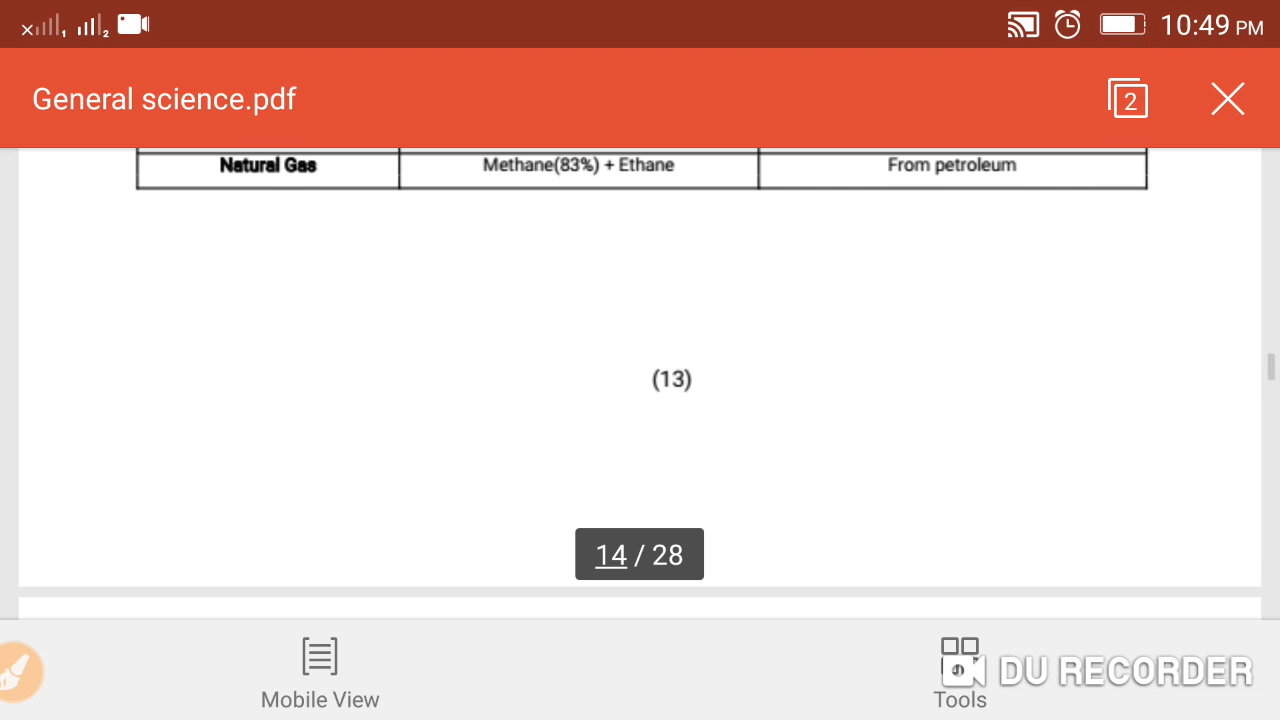 10:49 PM
General science.pdf
2
Natural Gas Methane(83%) + Ethane From petroleum
(13)
14 / 28
Mobile View
Tools
DU RECORDER